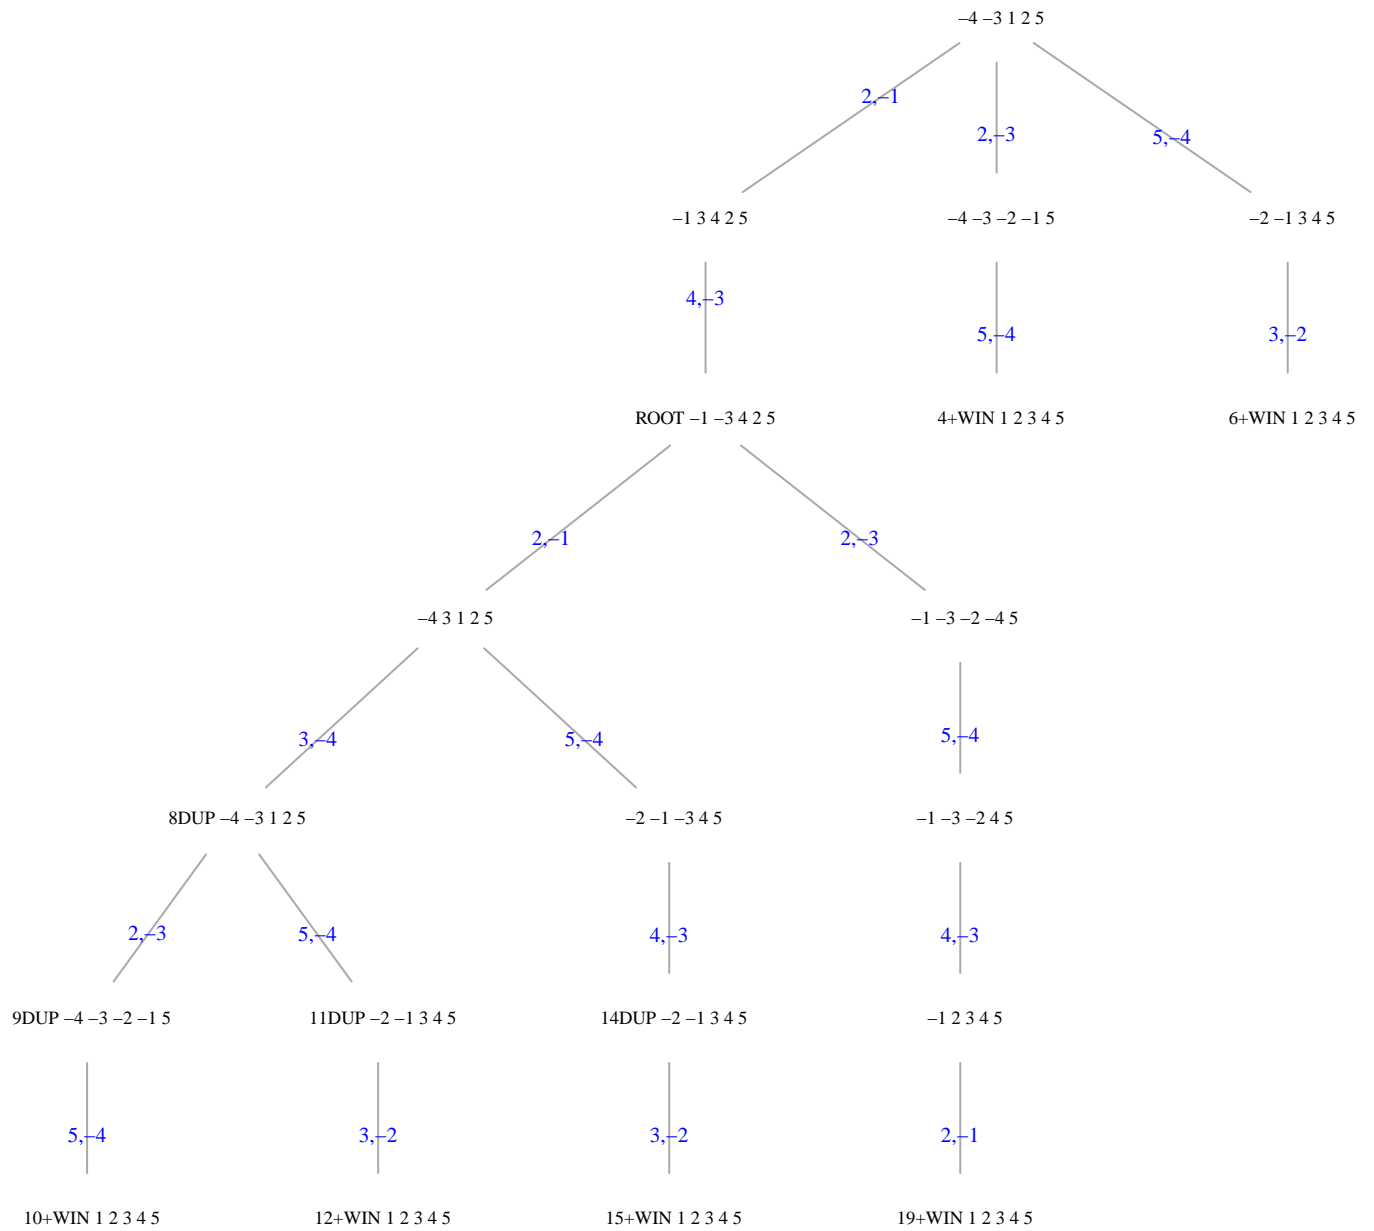 –4 –3 1 2 5
2,–1
2,–3
5,–4
–1 3 4 2 5
–4 –3 –2 –1 5
–2 –1 3 4 5
4,–3
5,–4
3,–2
ROOT –1 –3 4 2 5
4+WIN 1 2 3 4 5
6+WIN 1 2 3 4 5
2,–1
2,–3
–4 3 1 2 5
–1 –3 –2 –4 5
3,–4
5,–4
5,–4
8DUP –4 –3 1 2 5
–2 –1 –3 4 5
–1 –3 –2 4 5
2,–3
5,–4
4,–3
4,–3
9DUP –4 –3 –2 –1 5
11DUP –2 –1 3 4 5
14DUP –2 –1 3 4 5
–1 2 3 4 5
5,–4
3,–2
3,–2
2,–1
10+WIN 1 2 3 4 5
12+WIN 1 2 3 4 5
15+WIN 1 2 3 4 5
19+WIN 1 2 3 4 5